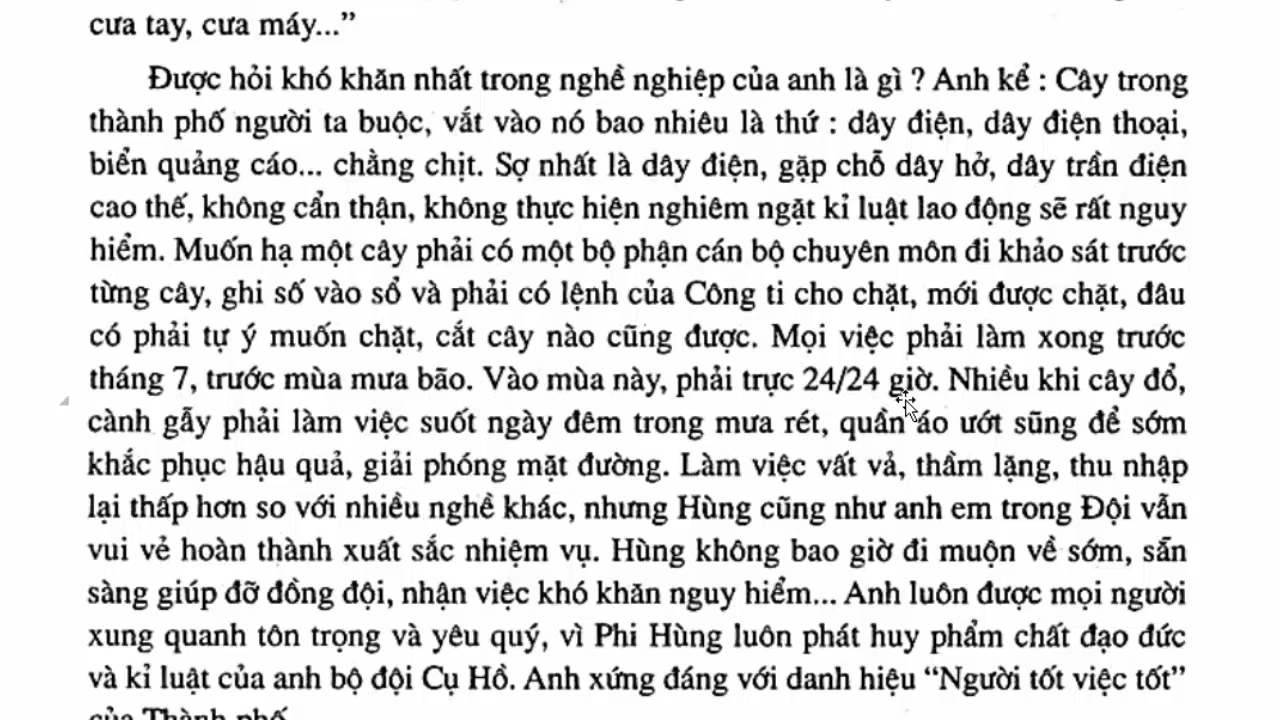 cưa tay, cưa máy...”
Được hỏi khó khăn nhất trong nghề nghiệp của anh là gì ? Anh kể : Cây trong
thành phố người ta buộc, vắt vào nó bao nhiêu là thứ : dây điện, dây điện thoại,
biển quảng cáo... chằng chịt. Sợ nhất là dây điện, gặp chỗ dây hở, dây trần điện
cao thế, không cẩn thận, không thực hiện nghiêm ngặt kỉ luật lao động sẽ rất nguy
hiểm. Muốn hạ một cây phải có một bộ phận cán bộ chuyên môn đi khảo sát trước
từng cây, ghi số vào sổ và phải có lệnh của Công ti cho chặt, mới được chặt, đâu
có phải tự ý muốn chặt, cắt cây nào cũng được. Mọi việc phải làm xong trước
tháng 7, trước mùa mưa bão. Vào mùa này, phải trực 24/24 giờ. Nhiều khi cây đổ,
cành gẫy phải làm việc suốt ngày đêm trong mưa rét, quần áo ướt sũng để sớm
khắc phục hậu quả, giải phóng mặt đường. Làm việc vất vả, thầm lặng, thu nhập
lại thấp hơn so với nhiều nghề khác, nhưng Hùng cũng như anh em trong Đội vẫn
vui vẻ hoàn thành xuất sắc nhiệm vụ. Hùng không bao giờ đi muộn về sớm, sẵn
sàng giúp đỡ đồng đội, nhận việc khó khăn nguy hiểm... Anh luôn được mọi người
xung quanh tôn trọng và yêu quý, vì Phi Hùng luôn phát huy phẩm chất đạo đức
và kỉ luật của anh bộ đội Cụ Hồ. Anh xứng đáng với danh hiệu “Người tốt việc tốt”
của Thành phố